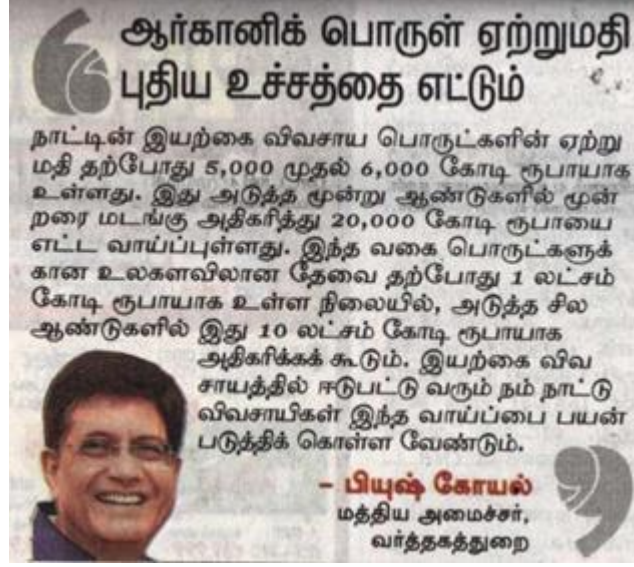 ஆர்கானிக் பொருள் ஏற்றுமதி
புதிய உச்சத்தை எட்டும்
நாட்டின் இயற்கை விவசாய பொருட்களின் ஏற்று
மதி தற்போது 5,000 முதல் 6,000 கோடி ரூபாயாக
உள்ளது. இது அடுத்த மூன்று ஆண்டுகளில் மூன்
றரை மடங்கு அதிகரித்து 20,000 கோடி ரூபாயை
எட்ட வாய்ப்புள்ளது. இந்த வகை பொருட்களுக்
கான உலகளவிலான தேவை தற்போது 1 லட்சம்
கோடி ரூபாயாக உள்ள நிலையில், அடுத்த சில
ஆண்டுகளில் இது 10 லட்சம் கோடி ரூபாயாக
அதிகரிக்கக் கூடும். இயற்கை விவ
சாயத்தில் ஈடுபட்டு வரும் நம் நாட்டு
விவசாயிகள் இந்த வாய்ப்பை பயன்
படுத்திக் கொள்ள வேண்டும்.
– பியுஷ் கோயல்
மத்திய அமைச்சர்,
வர்த்தகத்துறை